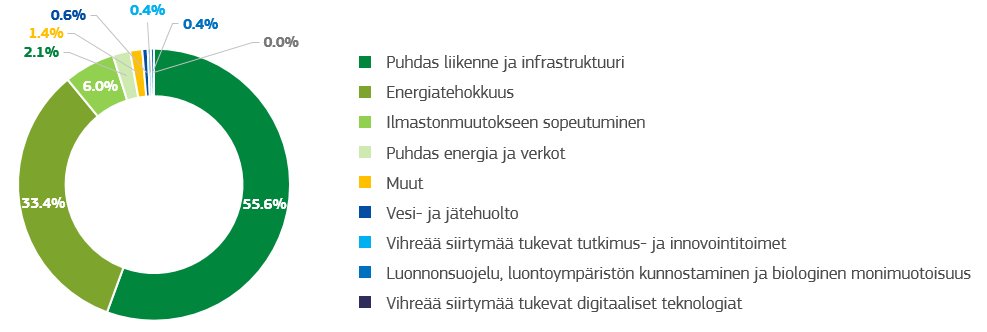 0.4%
0.6%
0.4%
1.4%
0.0%
2.1%
6.0%
33.4%
55.6%
Puhdas liikenne ja infrastruktuuri
Energiatehokkuus
Ilmastonmuutokseen sopeutuminen
Puhdas energia ja verkot
Muut
Vesi- ja jätehuolto
Vihreää siirtymää tukevat tutkimus- ja innovointitoimet
Luonnonsuojelu, luontoympäristön kunnostaminen ja biologinen monimuotoisuus
Vihreää siirtymää tukevat digitaaliset teknologiat